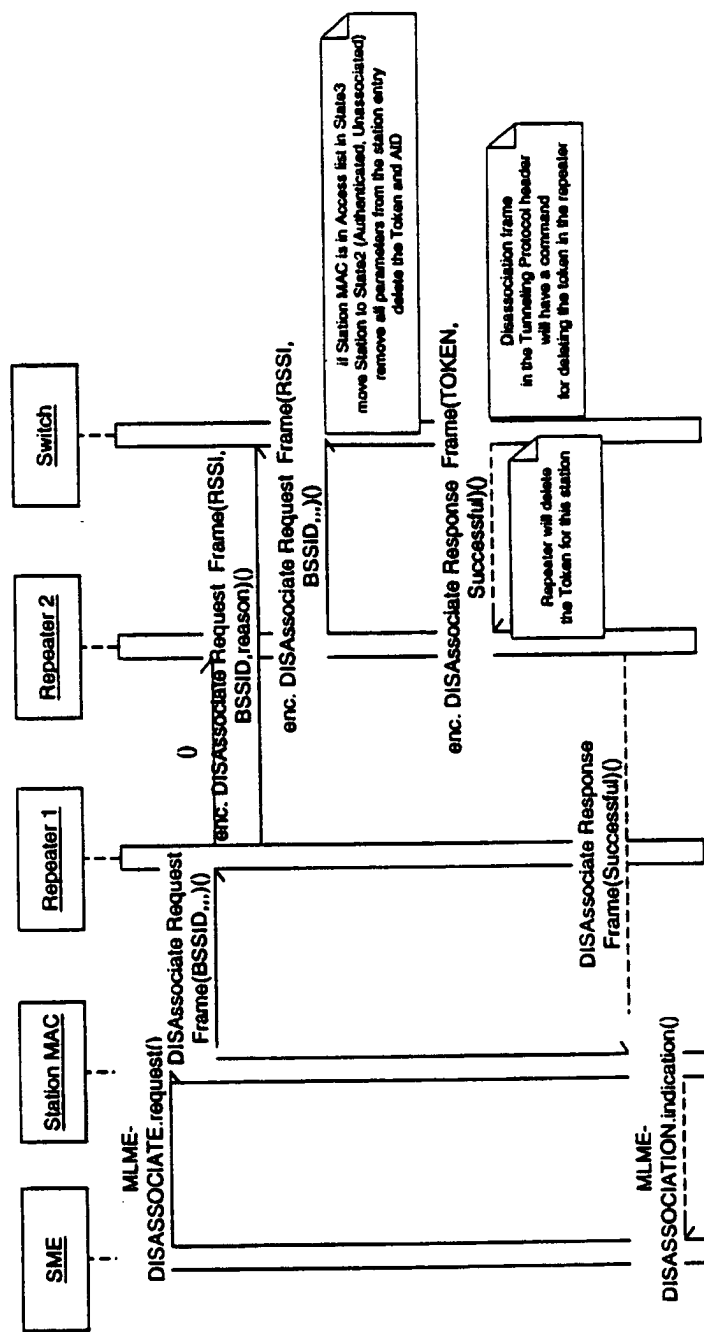 SME
Station MAC
Repeater 1
Repeater 2
Switch
MLME-
DISASSOCIATE.request()
DISAssociate Request
Frame(BSSID,,,)()
()
enc. DISAssociate Request Frame(RSSI,
BSSID,reason)()
enc. DISAssociate Request Frame(RSSI,
BSSID,,,)()
if Station MAC is in Access list in State3
move Station to State2 (Authenticated, Unassociated)
remove all parameters from the station entry
delete the Token and AID
enc. DISAssociate Response Frame(TOKEN,
Successful)()
Disassociation frame
in the Tunneling Protocol header
will have a command
for deleting the token in the repeater
Repeater will delete
the Token for this station
DISAssociate Response
Frame(Successful)()
MLME-
DISASSOCIATION.indication()